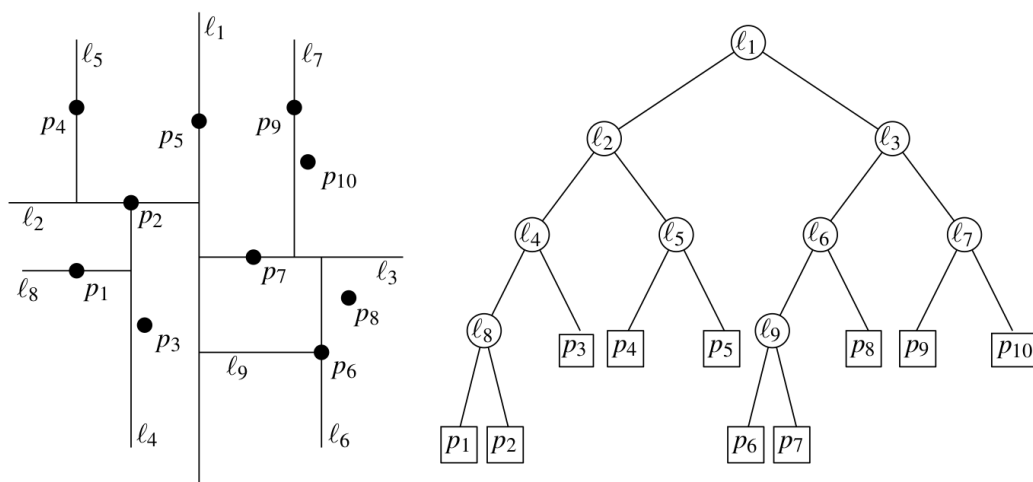 ℓ1
ℓ5
ℓ7
p4
p5
p9
p10
ℓ2
p2
p7
ℓ3
ℓ8
p1
p8
p3
ℓ9
p6
ℓ4
ℓ6
ℓ1
ℓ2 ℓ3
ℓ4 ℓ5 ℓ6 ℓ7
ℓ8 p3 p4 p5 ℓ9 p8 p9 p10
p1 p2 p6 p7